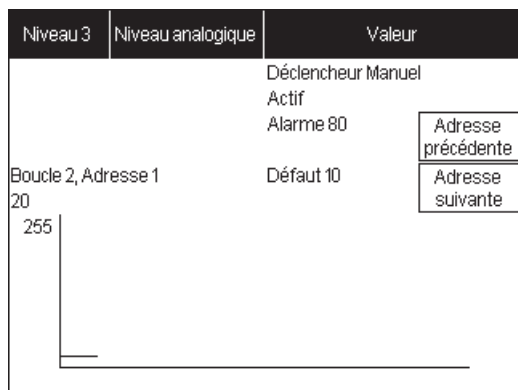 Niveau 3 Niveau analogique Valeur
Déclencheur Manuel
Actif
Alarme 80
Adresse
précédente
Boucle 2, Adresse 1 Défaut 10
Adresse
suivante
20
255